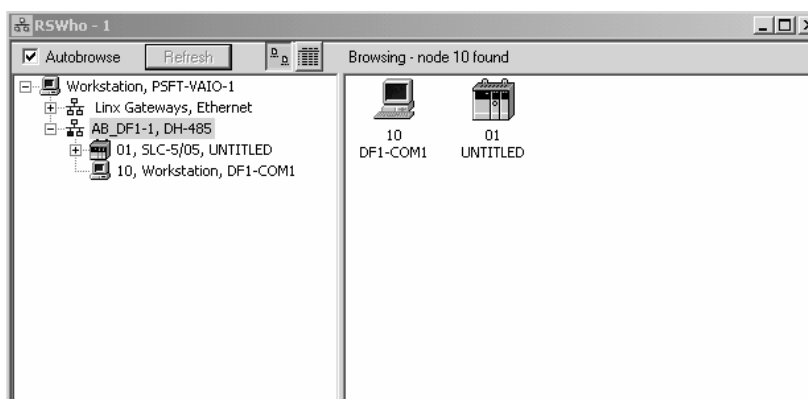 RSWho - 1
Autobrowse
Refresh
Browsing - node 10 found
Workstation, PSFT-VAIO-1
Linx Gateways, Ethernet
AB_DF1-1, DH-485
01, SLC-5/05, UNTITLED
10, Workstation, DF1-COM1
10
DF1-COM1
01
UNTITLED